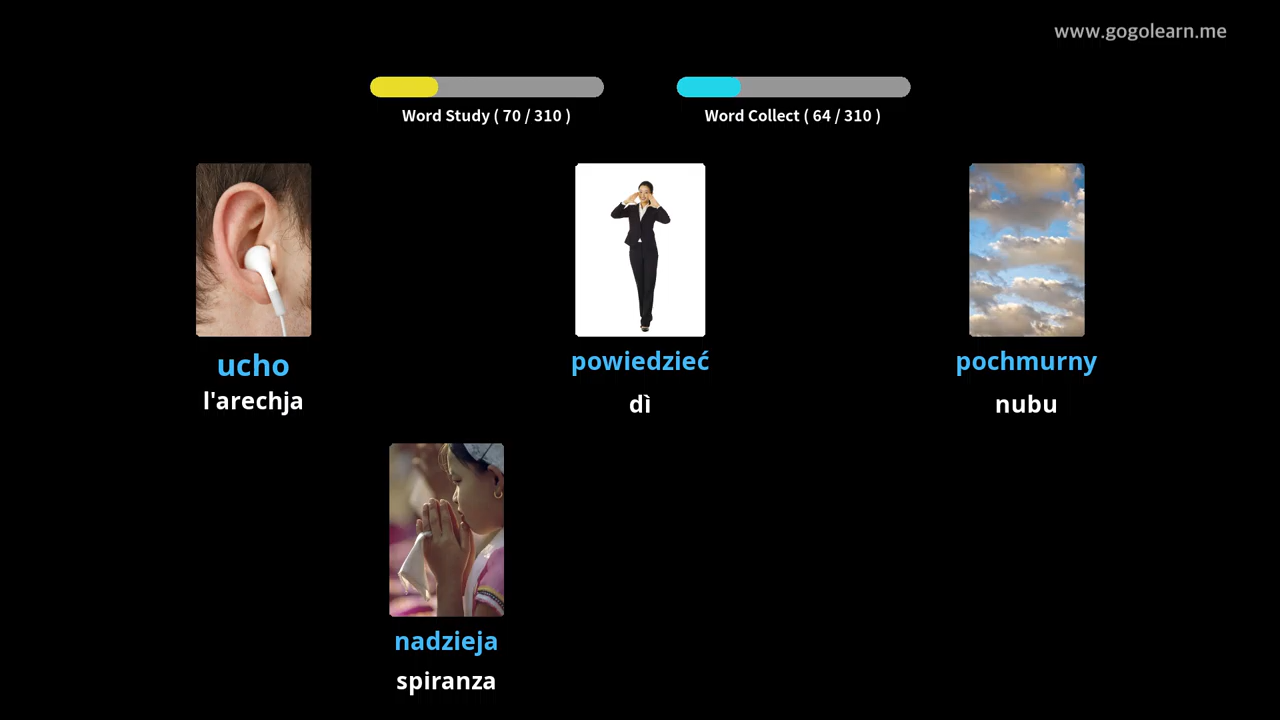 www.gogolearn.me
Word Study ( 70 / 310 )
Word Collect ( 64 / 310 )
ucho
l'arechja
powiedzieć
dì
pochmurny
nubu
nadzieja
spiranza